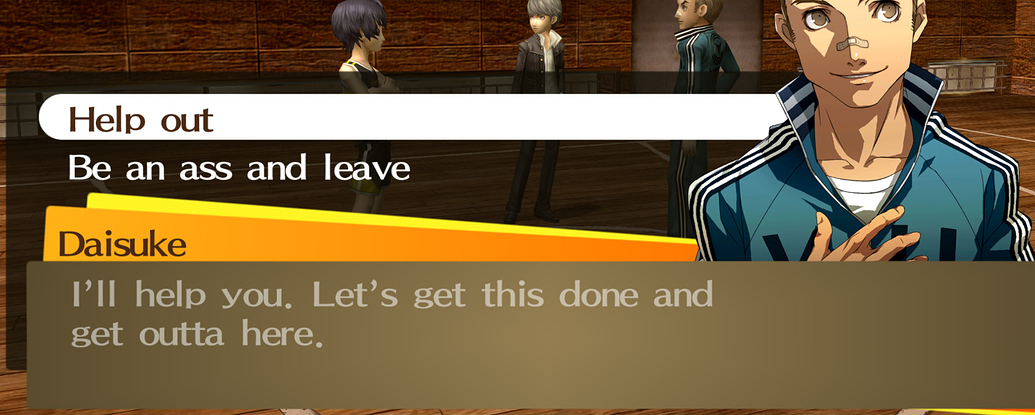 Help out
Be an ass and leave
Daisuke
I'll help you. Let's get this done and
get outta here.